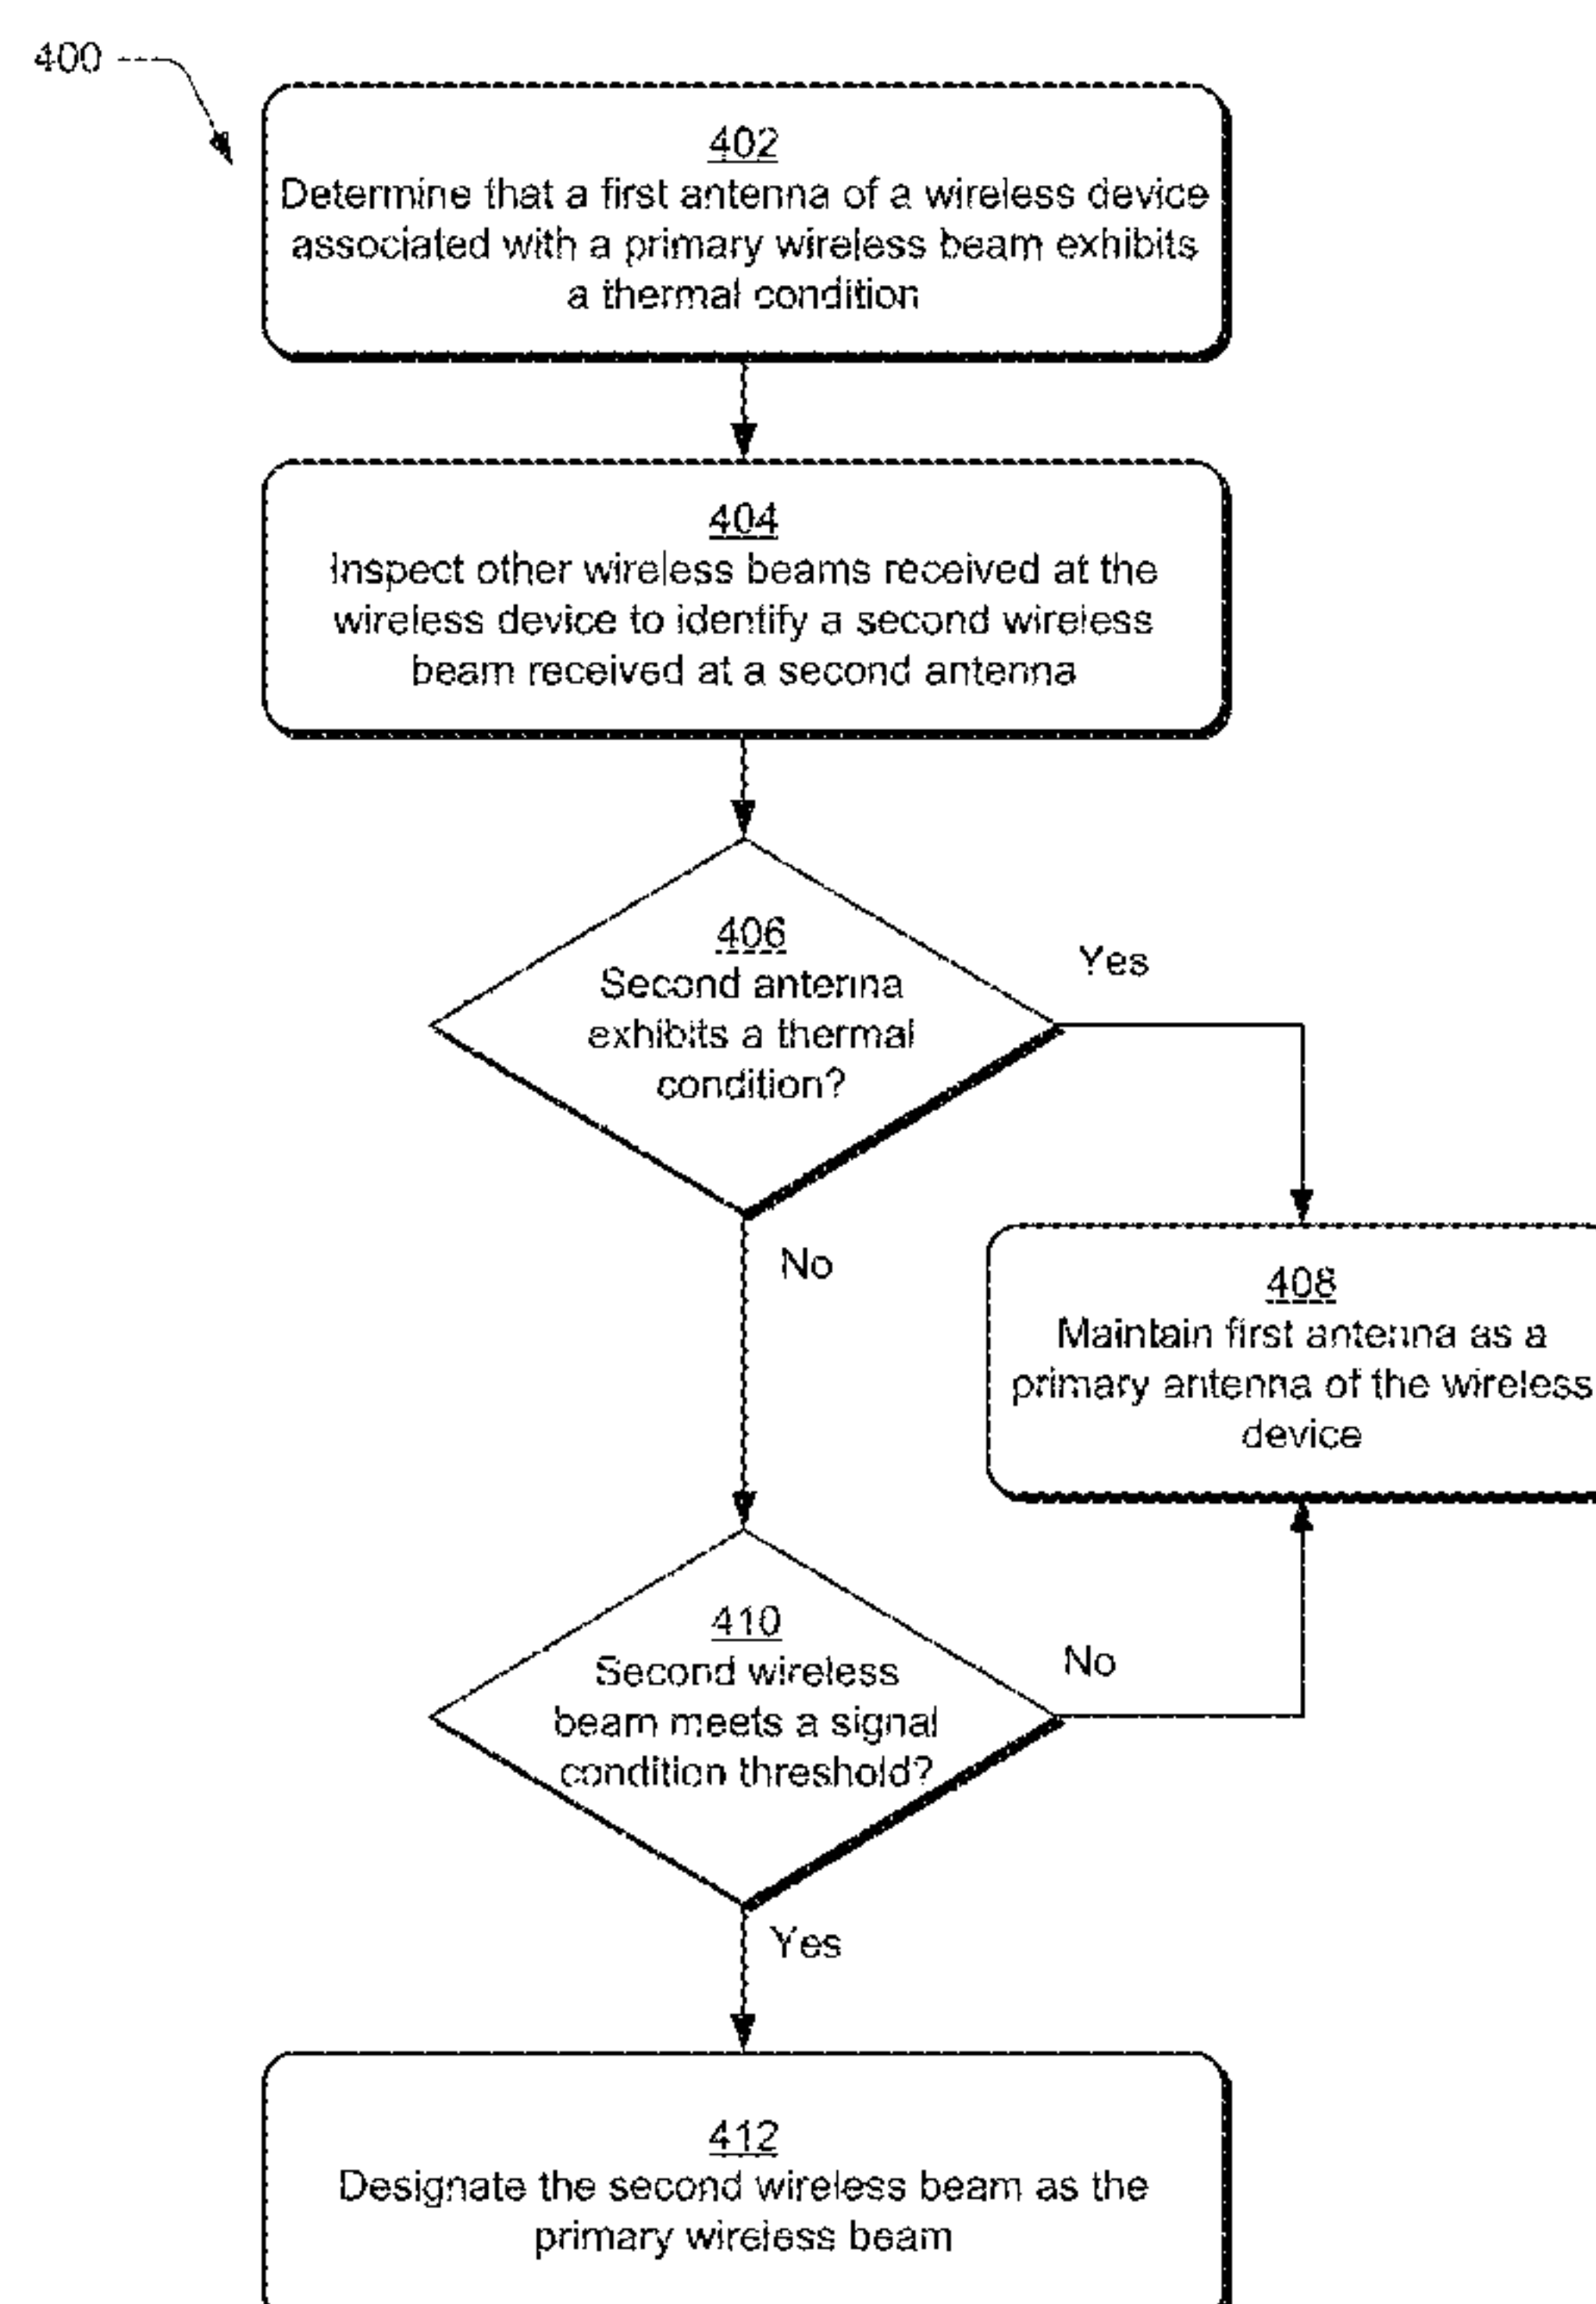 400
402
Determine that a first antenna of a wireless device
associated with a primary wireless beam exhibits
a thermal condition
404
Inspect other wireless beams received at the
wireless device to identify a second wireless
beam received at a second antenna
406
Second antenna
exhibits a thermal
condition?
Yes
No
408
Maintain first antenna as a
primary antenna of the wireless
device
410
Second wireless
beam meets a signal
condition threshold?
No
Yes
412
Designate the second wireless beam as the
primary wireless beam